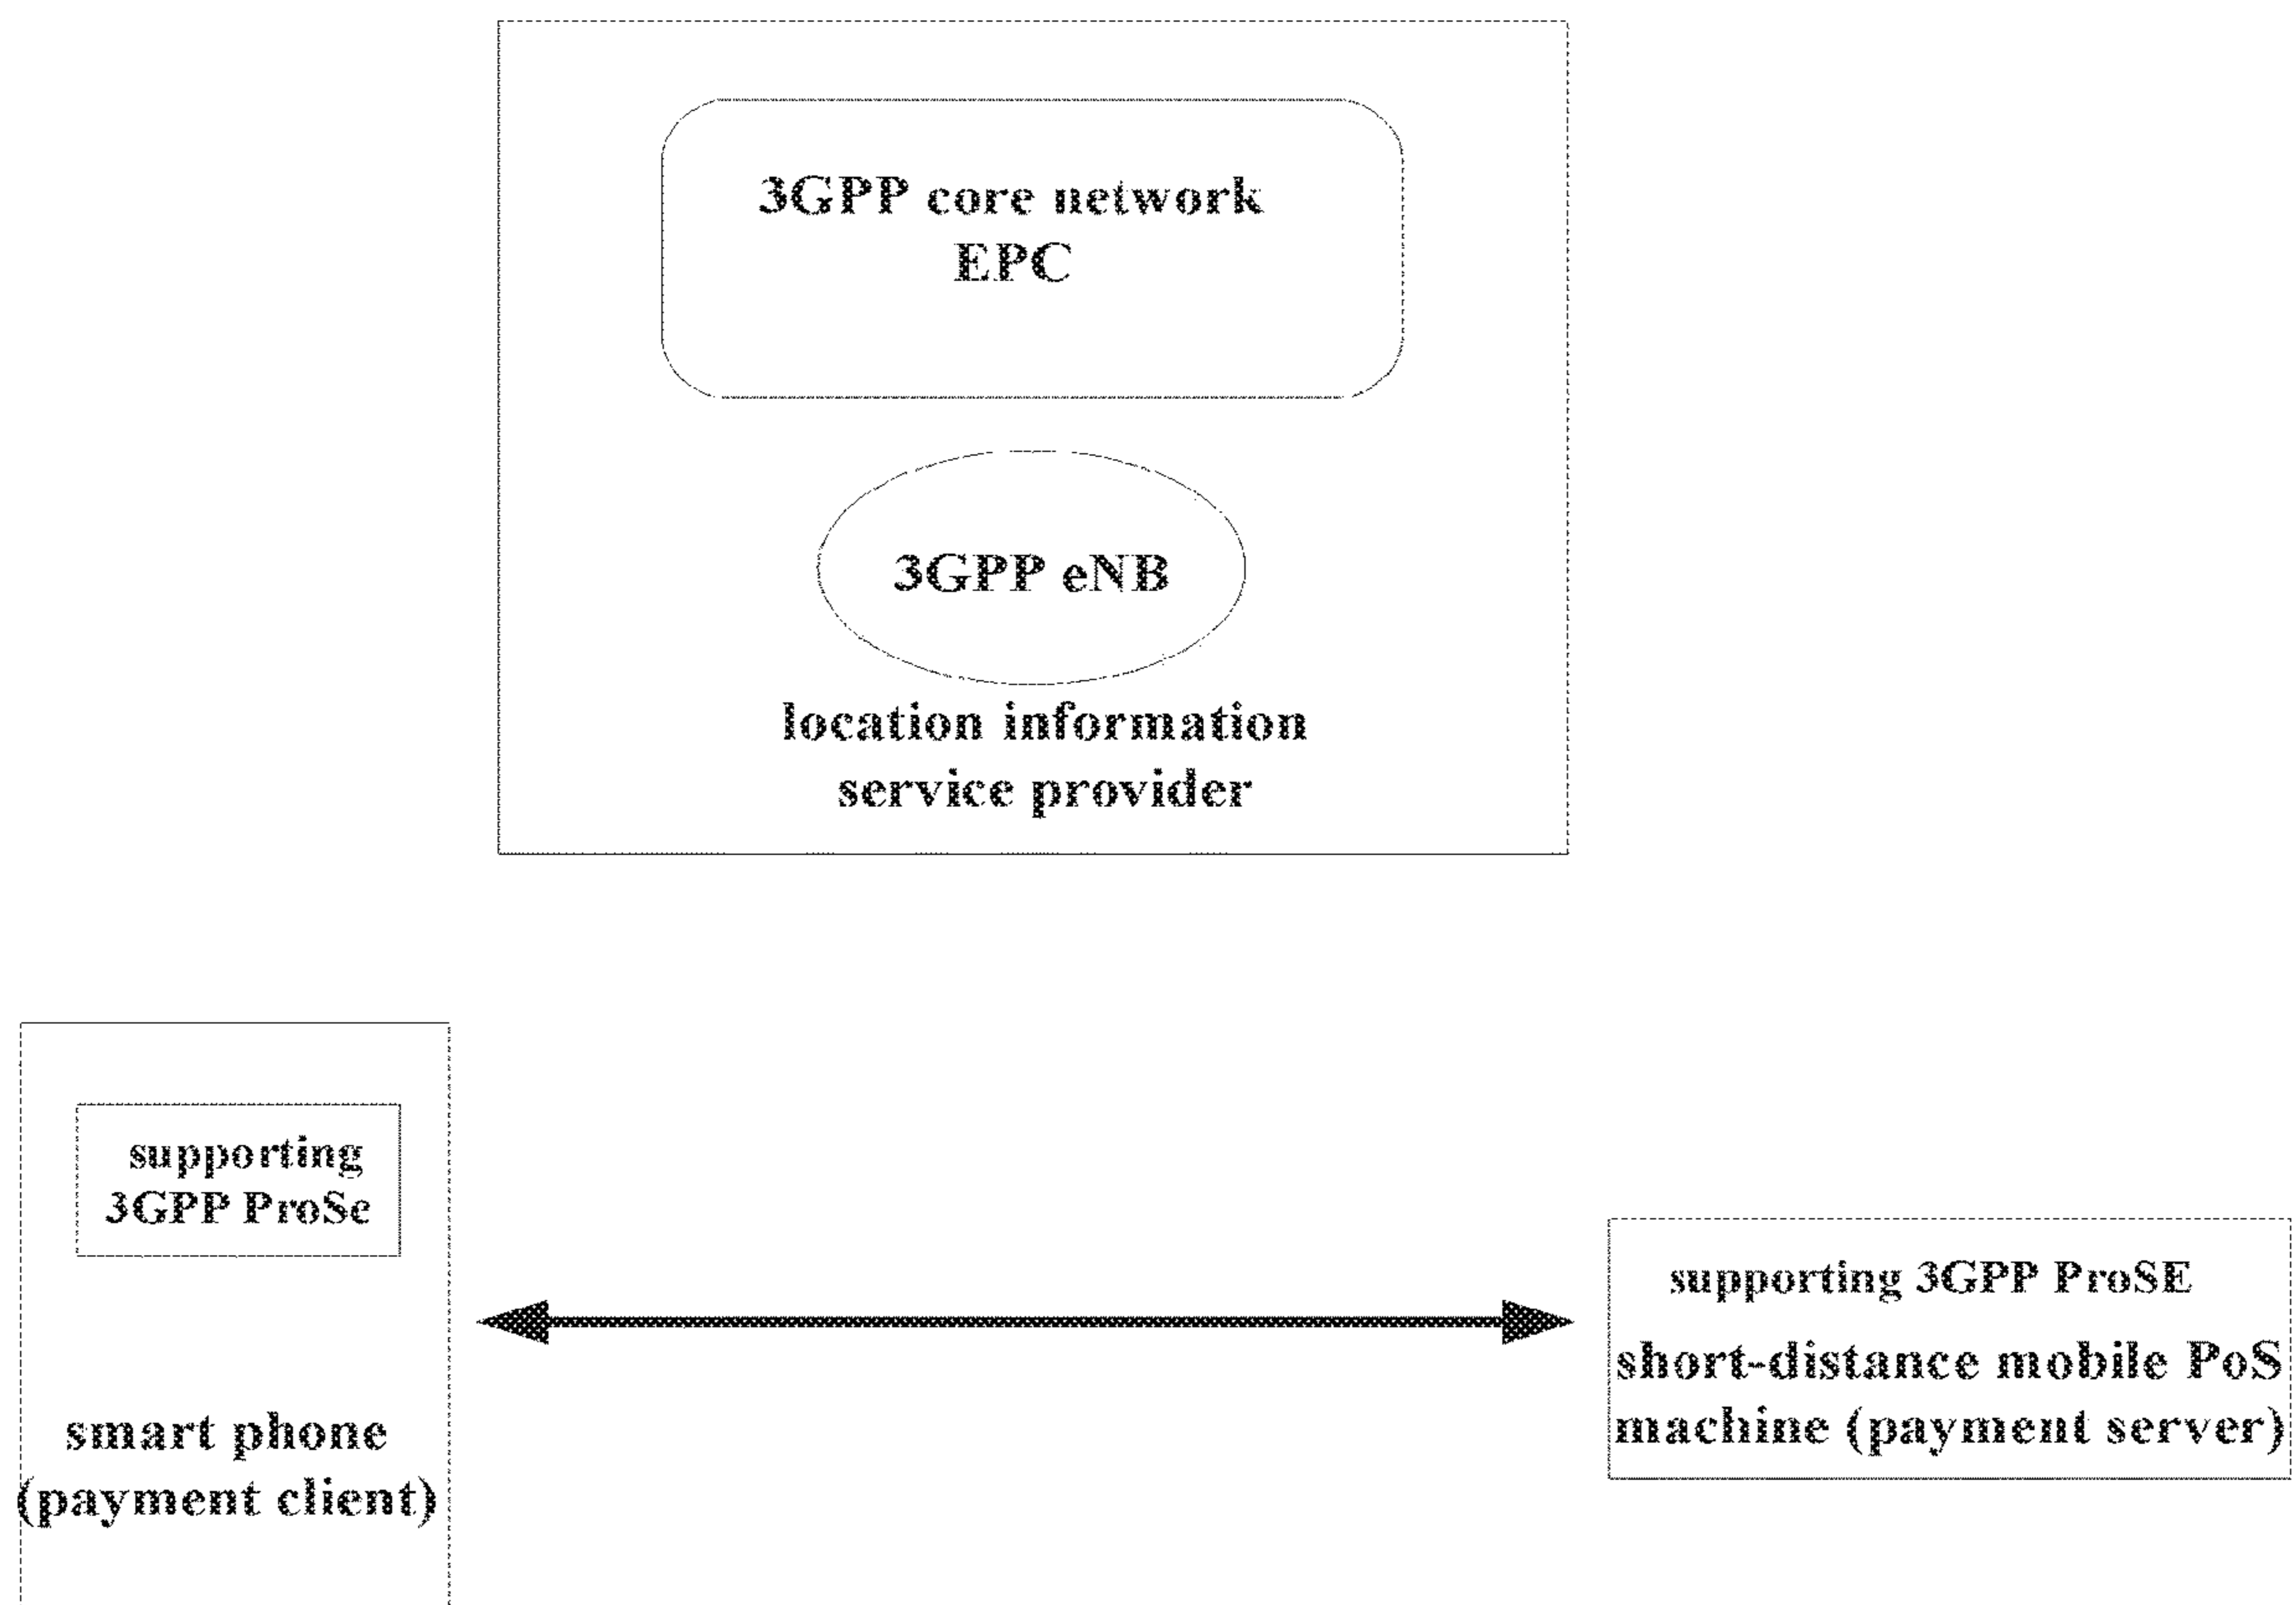 3GPP core network
EPC
3GPP eNB
location information
service provider
supporting
3GPP ProSe
smart phone
(payment client)
supporting 3GPP ProSE
short-distance mobile PoS
machine (payment server)